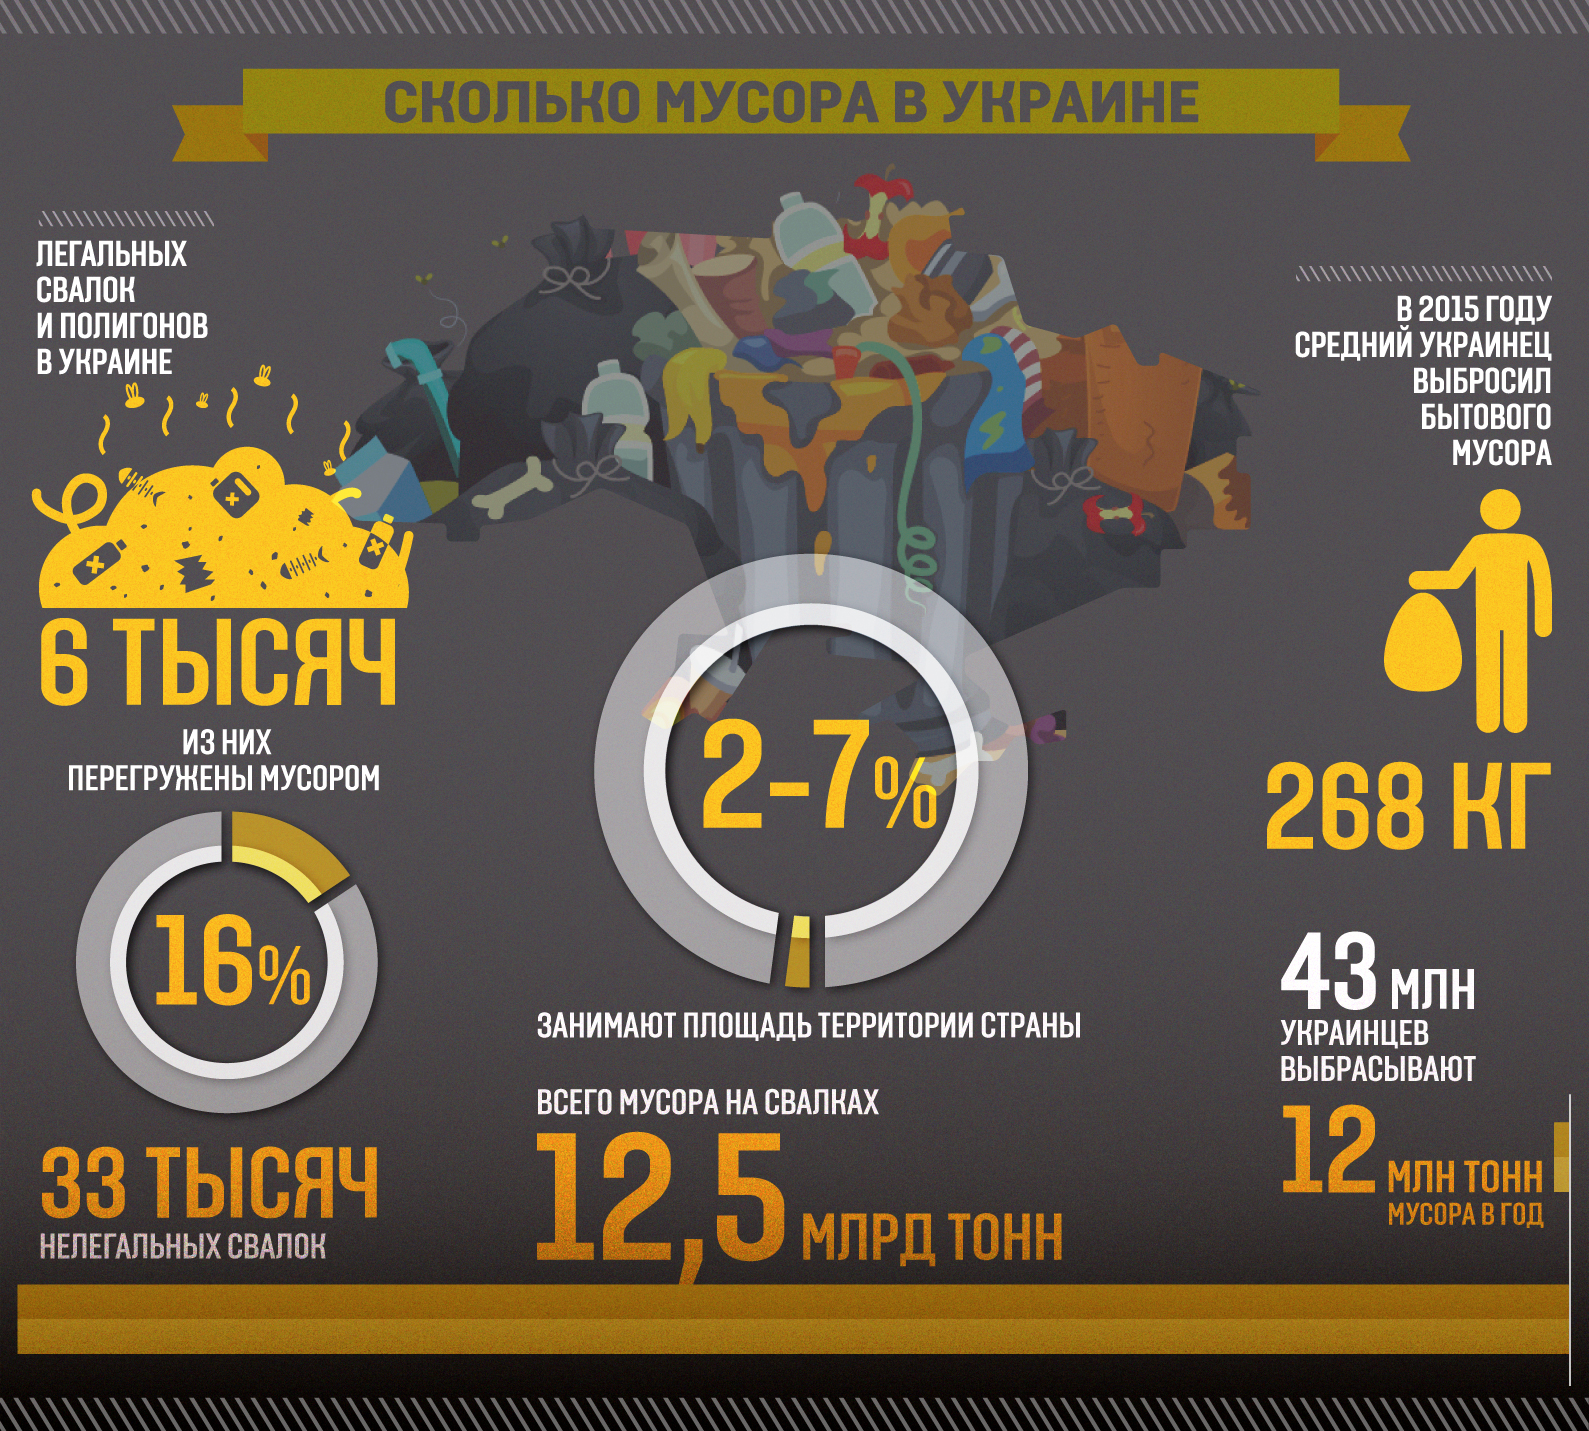 СКОЛЬКО МУСОРА В УКРАИНЕ
ЛЕГАЛЬНЫХ
СВАЛОК
И ПОЛИГОНОВ
В УКРАИНЕ
6 ТЫСЯЧ
ИЗ НИХ
ПЕРЕГРУЖЕНЫ МУСОРОМ
16%
33 ТЫСЯЧ
НЕЛЕГАЛЬНЫХ СВАЛОК
2-7%
ЗАНИМАЮТ ПЛОЩАДЬ ТЕРРИТОРИИ СТРАНЫ
ВСЕГО МУСОРА НА СВАЛКАХ
12,5 МЛРД ТОНН
В 2015 ГОДУ
СРЕДНИЙ УКРАИНЕЦ
ВЫБРОСИЛ
БЫТОВОГО
МУСОРА
268 КГ
43 МЛН
УКРАИНЦЕВ
ВЫБРАСЫВАЮТ
12 МЛН ТОНН
МУСОРА В ГОД